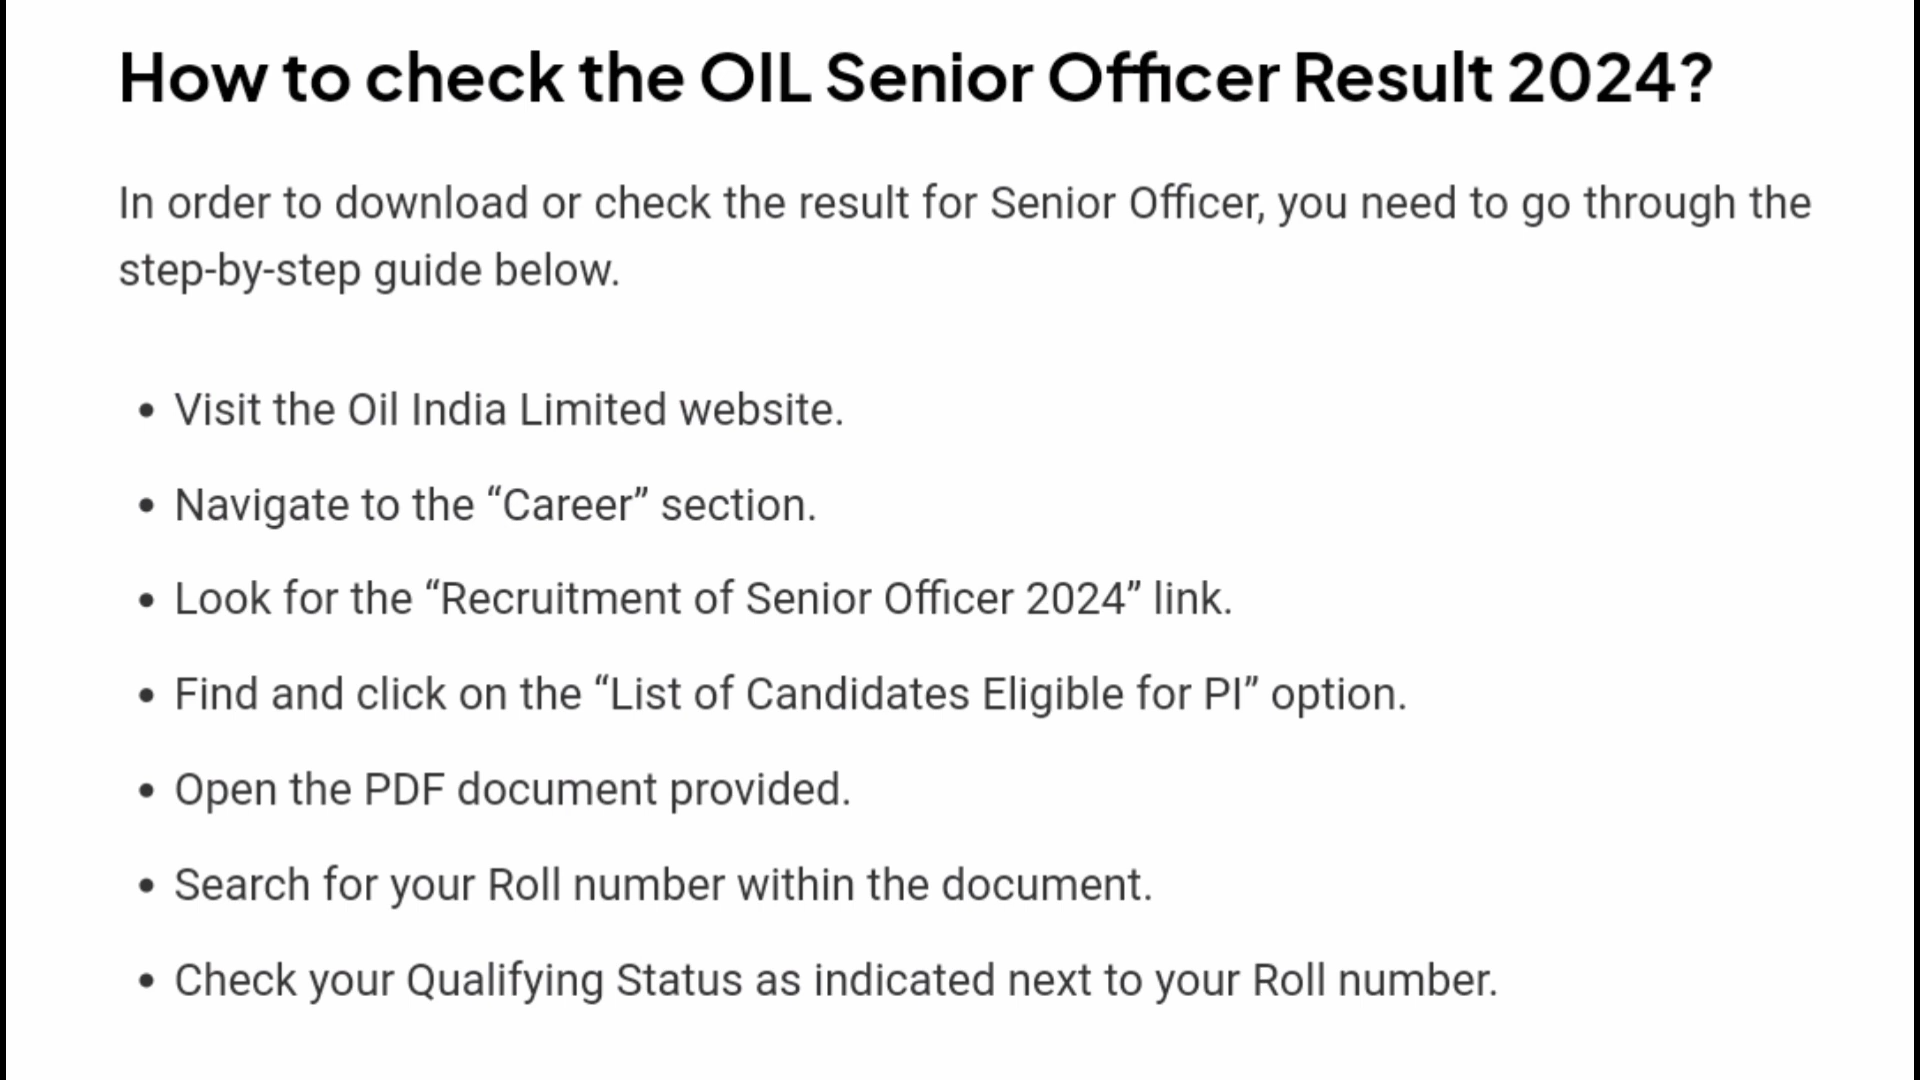 How to check the OIL Senior Officer Result 2024?
In order to download or check the result for Senior Officer, you need to go through the
step-by-step guide below.
• Visit the Oil India Limited website.
• Navigate to the “Career” section.
• Look for the “Recruitment of Senior Officer 2024” link.
• Find and click on the “List of Candidates Eligible for PI” option.
• Open the PDF document provided.
• Search for your Roll number within the document.
• Check your Qualifying Status as indicated next to your Roll number.